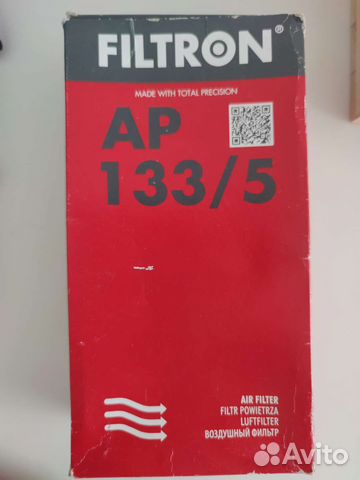 FILTRON®
MADE WITH TOTAL PRECISION
AP
133/5
AIR FILTER
FILTR POWIETRZA
LUFTFILTER
ВОЗДУШНЫЙ ФИЛЬТР
Avito